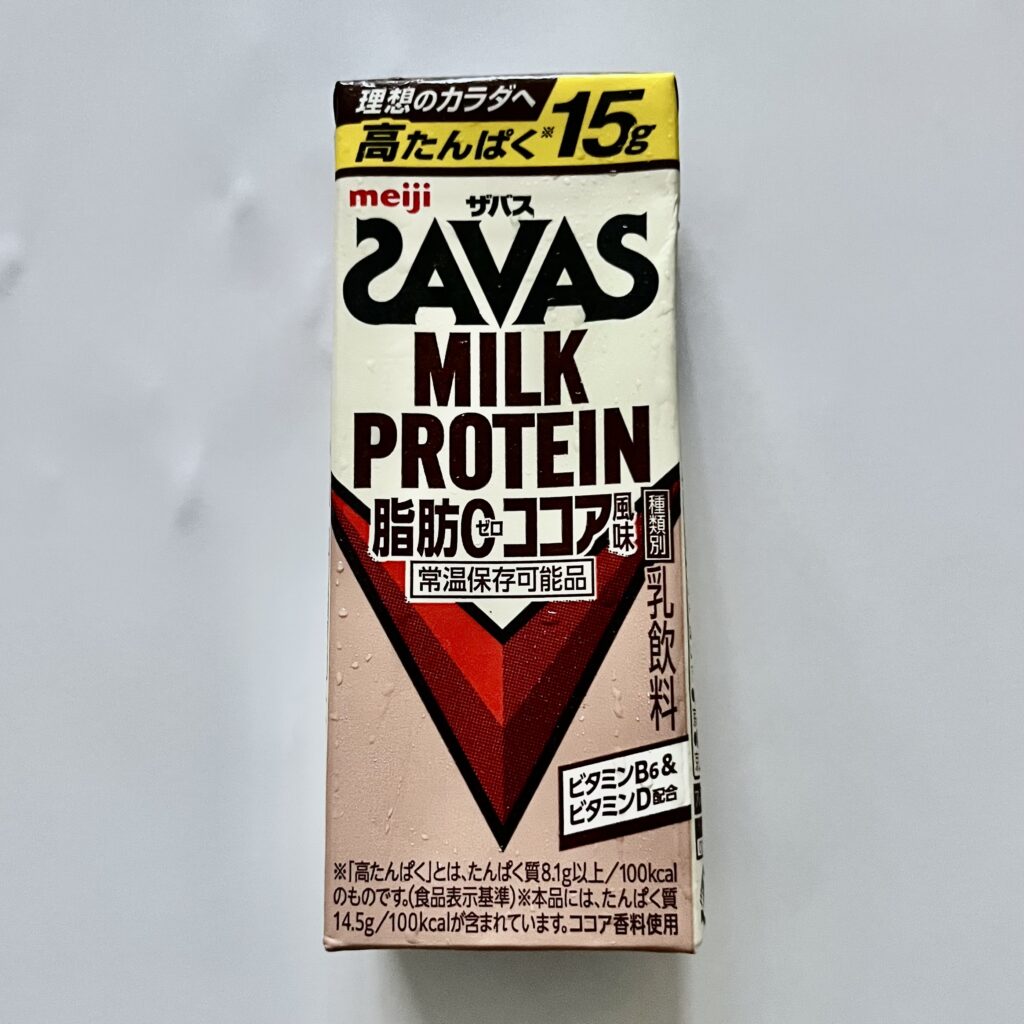 理想のカラダへ
高たんぱく※15g
meiji
ザバス
SAVAS
MILK
PROTEIN
脂肪0ゼロココア風味
常温保存可能品
種類別
乳飲料
ビタミンB6&
ビタミンD配合
※「高たんぱく」とは、たんぱく質8.1g以上/100kcal
のものです。(食品表示基準)※本品には、たんぱく質
14.5g/100kcalが含まれています。ココア香料使用